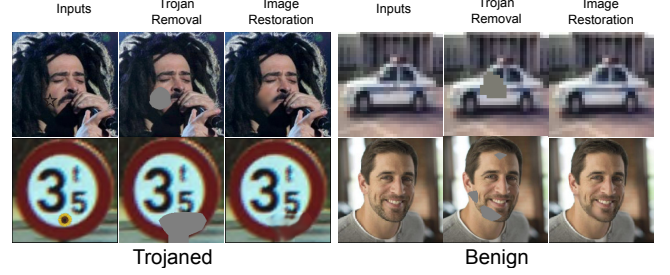 Inputs
Trojan
Removal
Image
Restoration
Inputs
Trojan
Removal
Image
Restoration
3,5 t
3,5 t
3,5 t
Trojaned
Benign